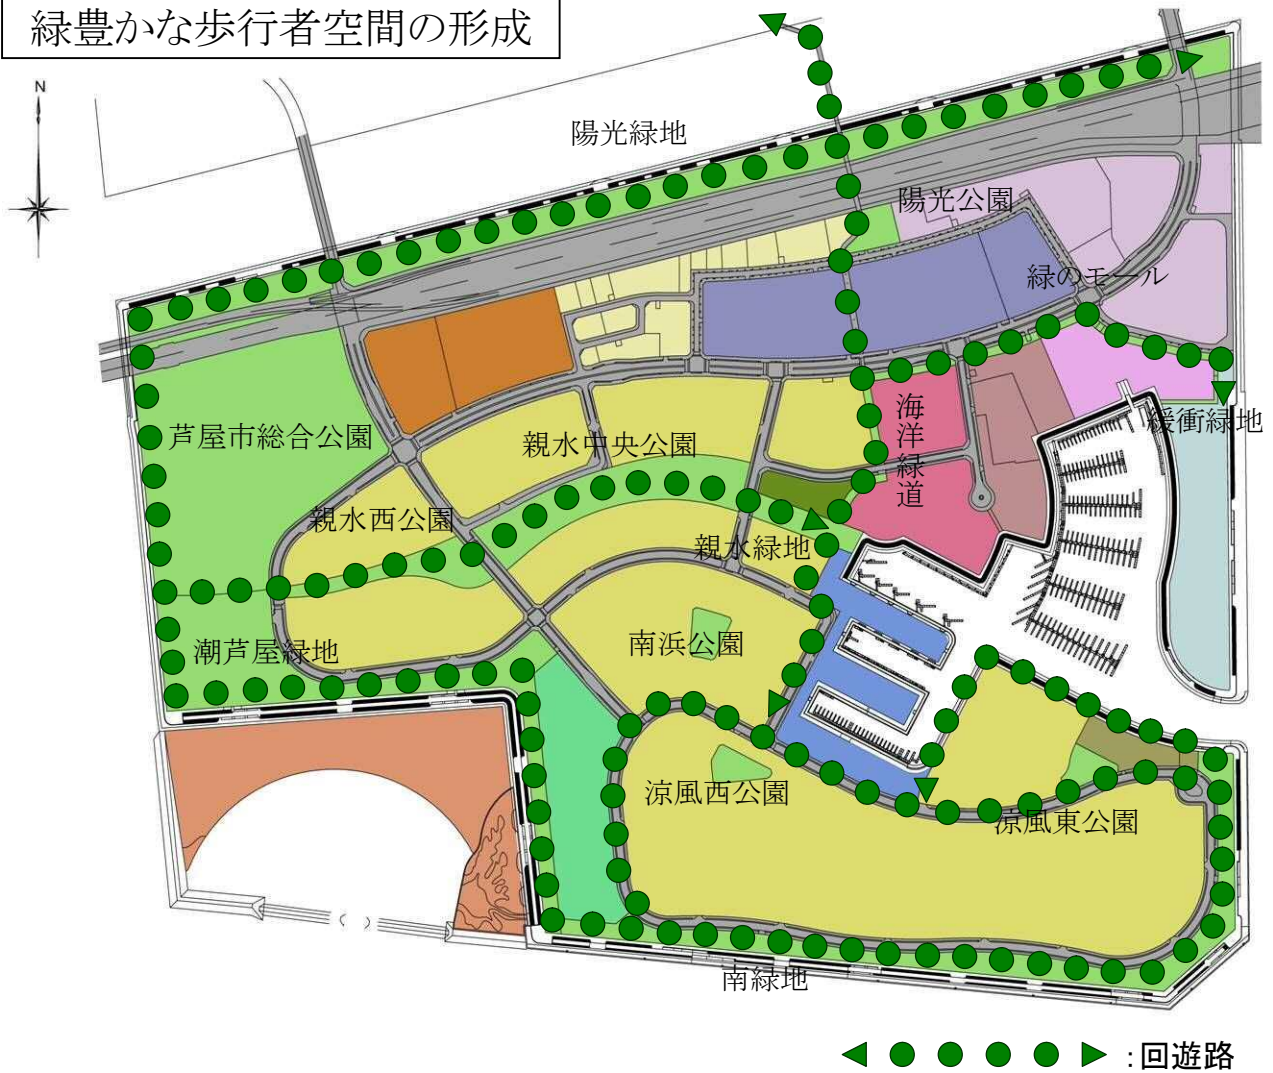 緑豊かな歩行者空間の形成
N
陽光緑地
陽光公園
緑のモール
海洋緑道
緩衝緑地
芦屋市総合公園
親水中央公園
親水西公園
親水緑地
潮芦屋緑地
南浜公園
涼風西公園
涼風東公園
南緑地
:回遊路